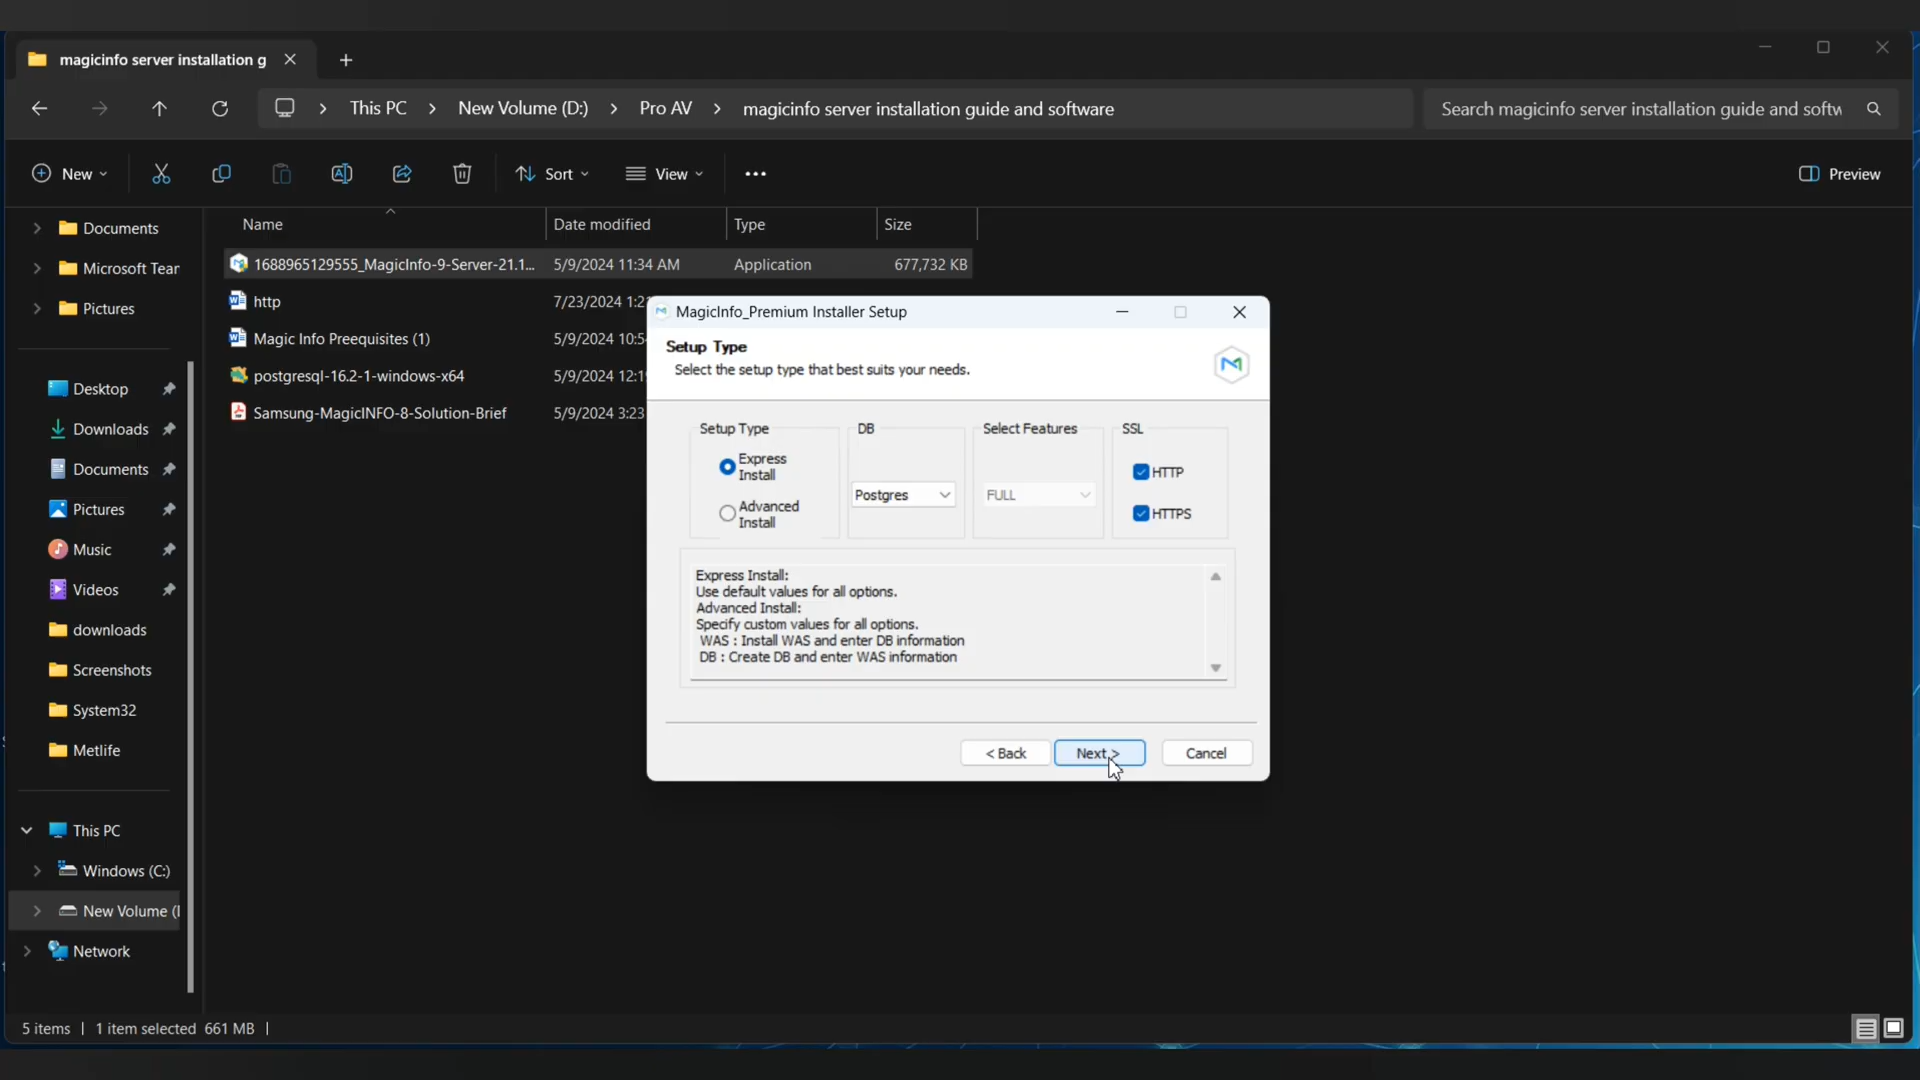 magicinfo server installation g
This PC > New Volume (D:) > Pro AV > magicinfo server installation guide and software
Search magicinfo server installation guide and softw
New
Sort
View
Preview
Name
Date modified
Type
Size
Documents
Microsoft Tear
Pictures
Desktop
Downloads
Documents
Pictures
Music
Videos
downloads
Screenshots
System32
Metlife
This PC
Windows (C:)
New Volume (
Network
1688965129555_MagicInfo-9-Server-21.1... 5/9/2024 11:34 AM Application 677,732 KB
http 7/23/2024 1:21
Magic Info Preequisites (1) 5/9/2024 10:54
postgresql-16.2-1-windows-x64 5/9/2024 12:1
Samsung-MagicINFO-8-Solution-Brief 5/9/2024 3:23
MagicInfo_Premium Installer Setup
Setup Type
Select the setup type that best suits your needs.
Setup Type
Express
Install
Advanced
Install
DB
Postgres
Select Features
FULL
SSL
HTTP
HTTPS
Express Install:
Use default values for all options.
Advanced Install:
Specify custom values for all options.
WAS : Install WAS and enter DB information
DB : Create DB and enter WAS information
< Back
Next >
Cancel
5 items | 1 item selected 661 MB |